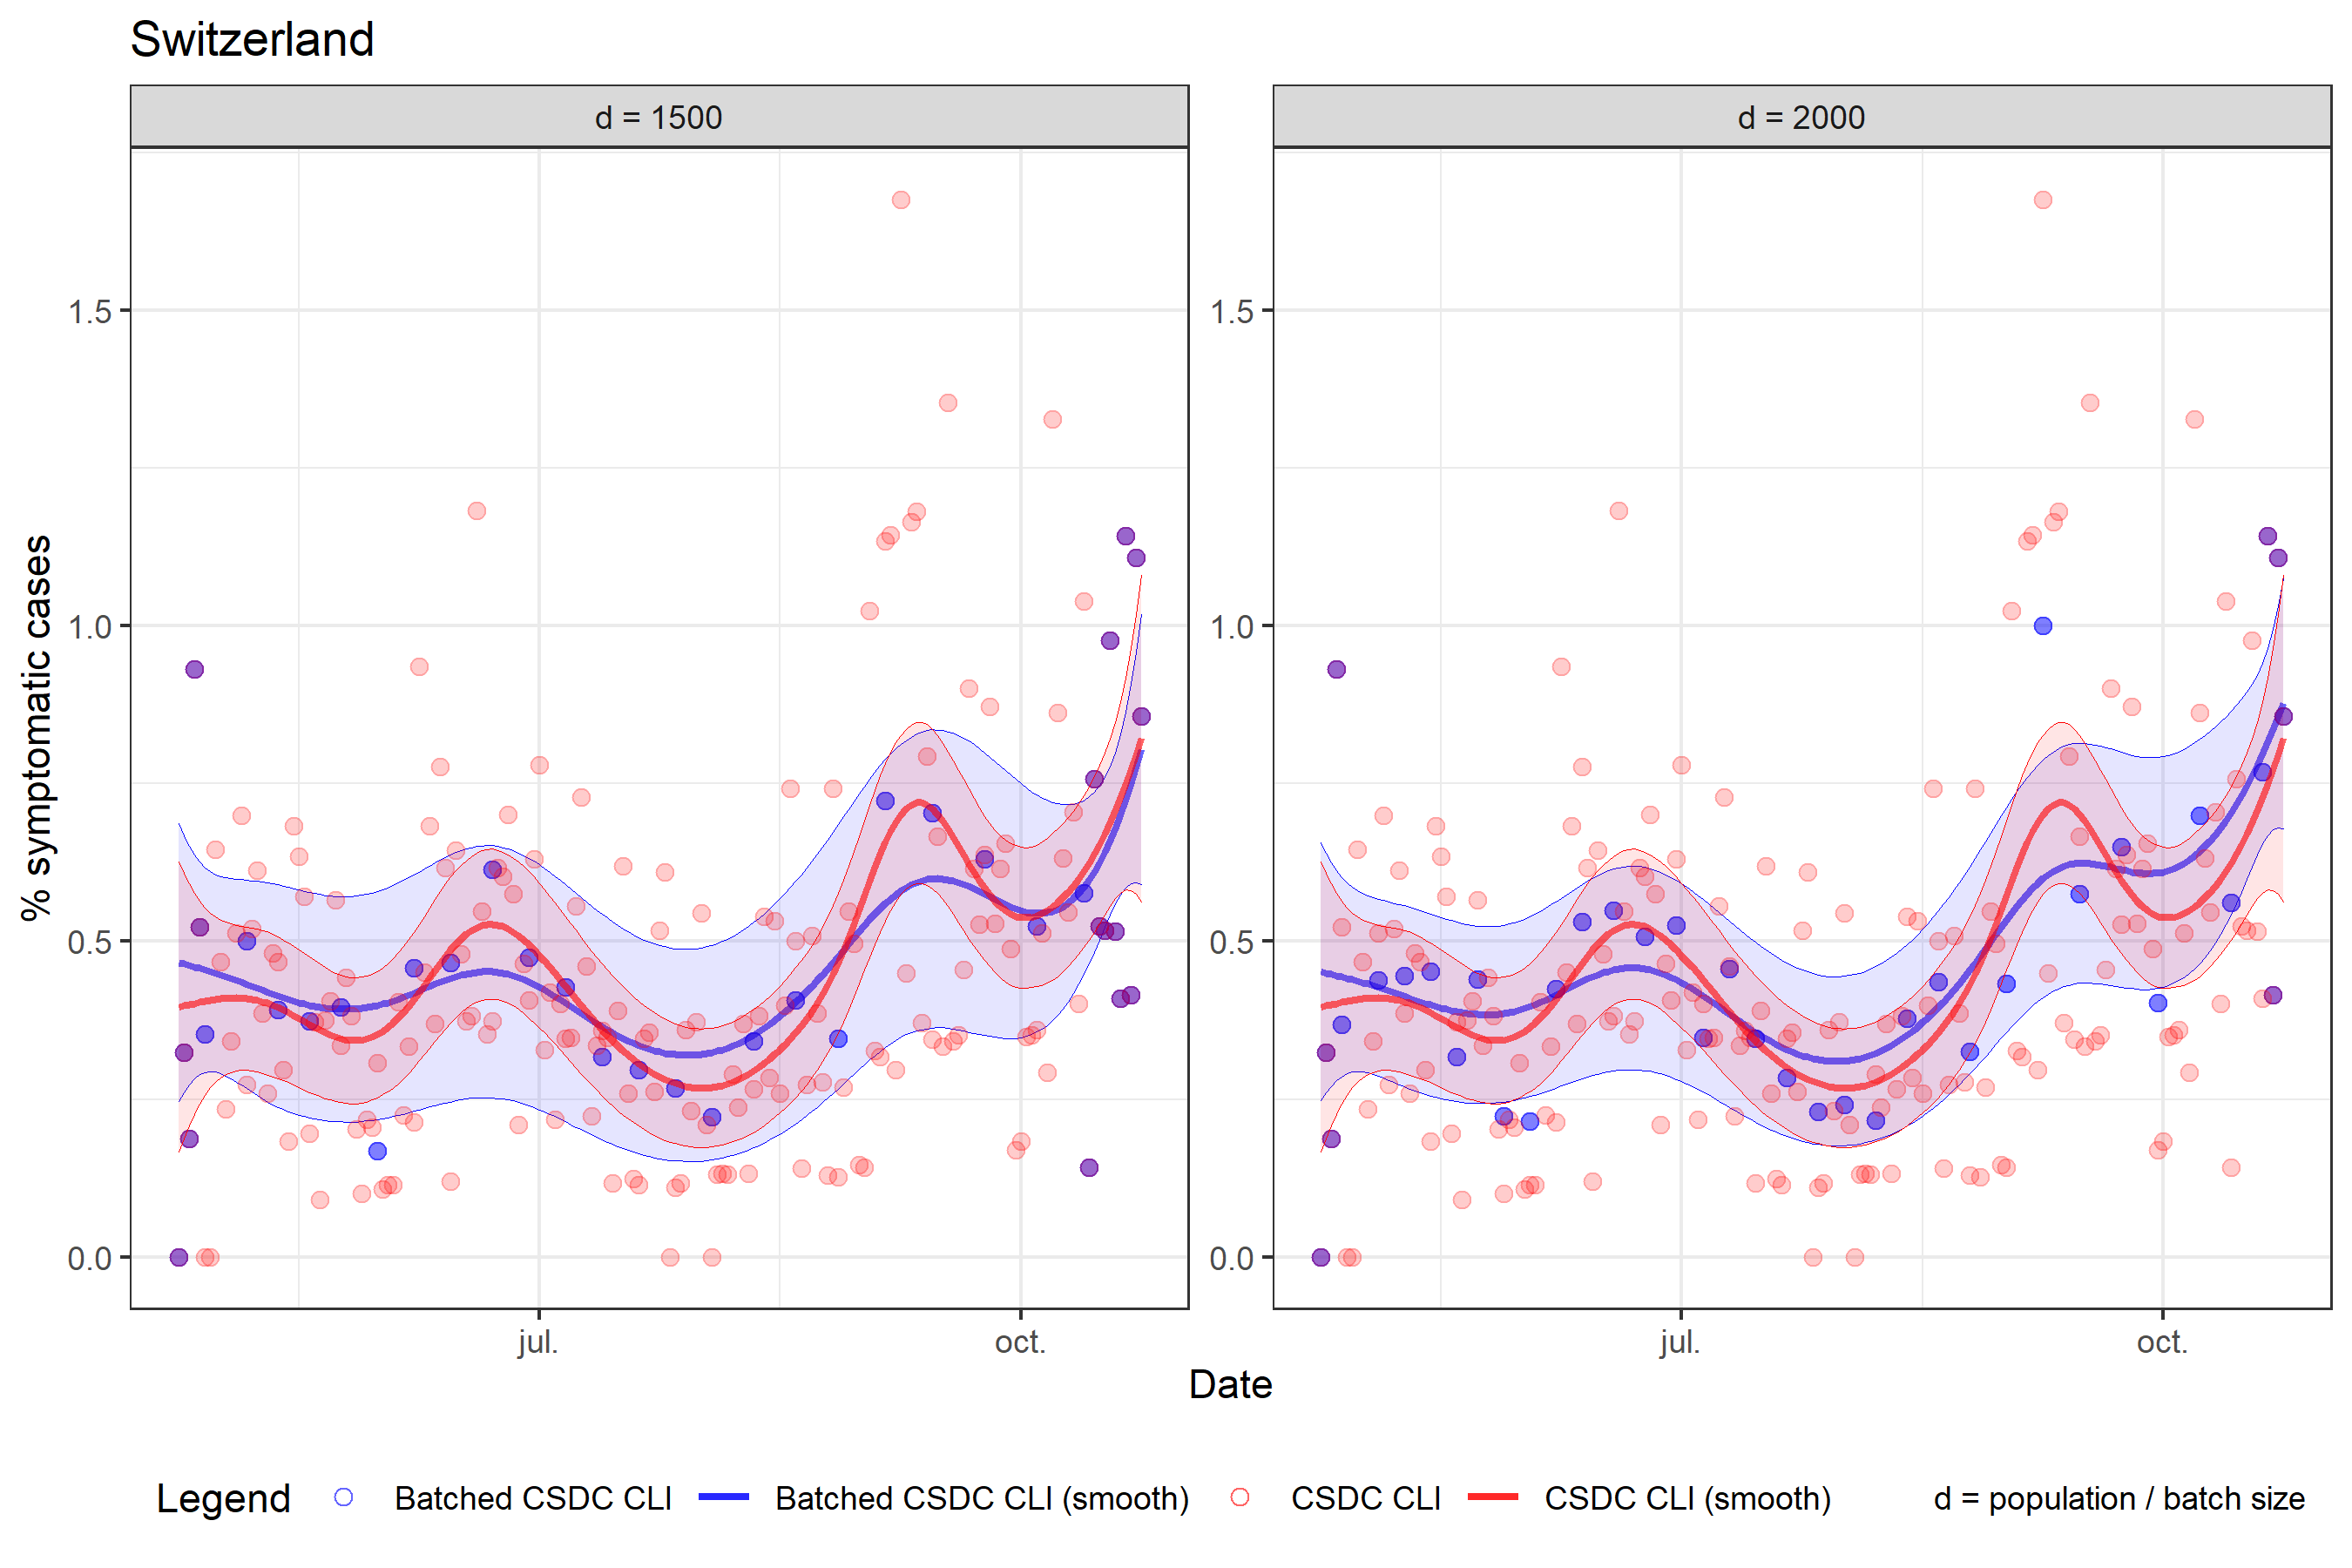 Switzerland
d = 1500
d = 2000
% symptomatic cases
1.5
1.0
0.5
0.0
1.5
1.0
0.5
0.0
jul.
oct.
jul.
oct.
Date
Legend
Batched CSDC CLI
Batched CSDC CLI (smooth)
CSDC CLI
CSDC CLI (smooth)
d = population / batch size